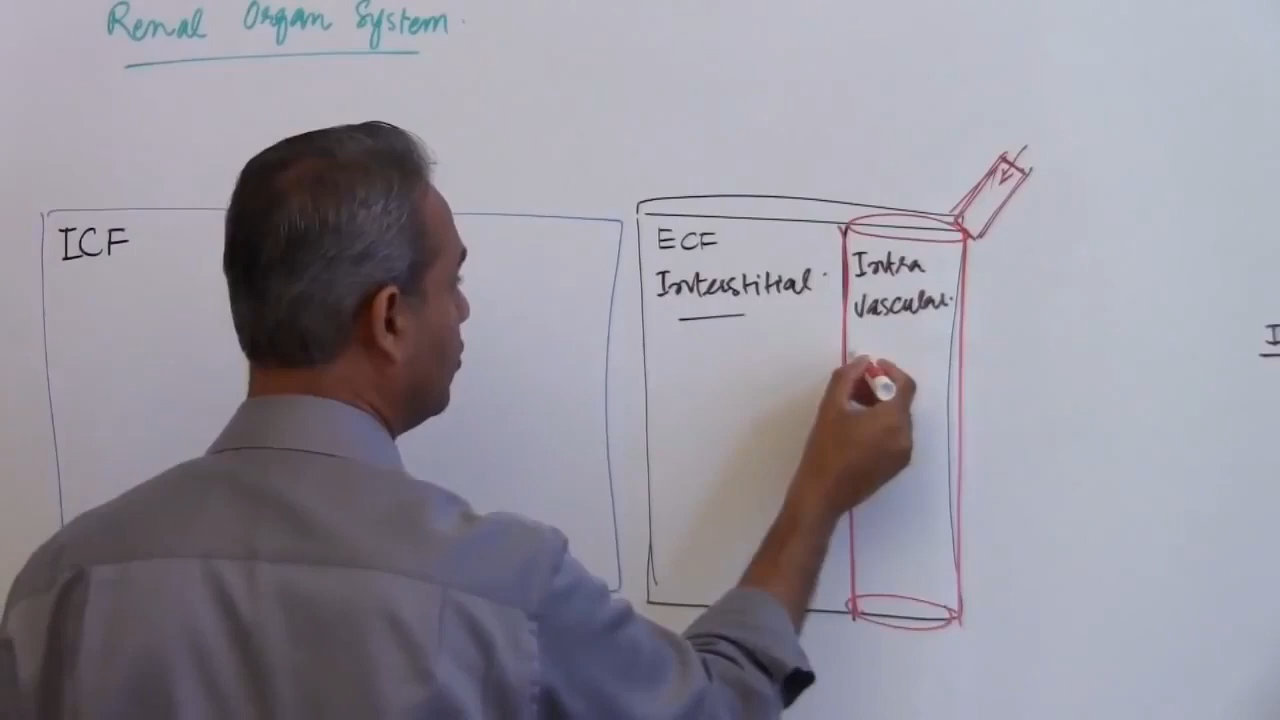 Renal Organ System.
ICF
ECF
Interstitial.
Intra
Vascular.
I